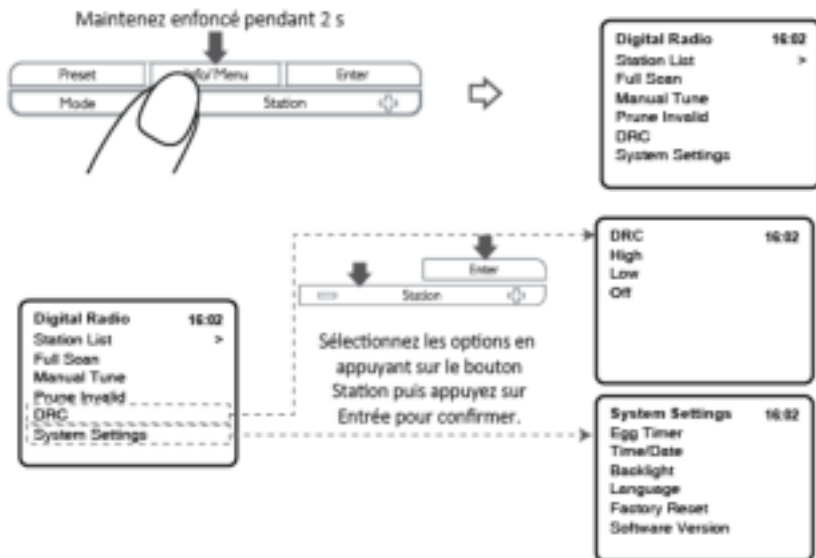 Maintenez enfoncé pendant 2 s
Preset Info/Menu Enter
Mode Station
Digital Radio 16:02
Station List >
Full Scan
Manual Tune
Prune Invalid
DRC
System Settings
Digital Radio 16:02
Station List >
Full Scan
Manual Tune
Prune Invalid
DRC
System Settings
Enter
Station
Sélectionnez les options en
appuyant sur le bouton
Station puis appuyez sur
Entrée pour confirmer.
DRC 16:02
High
Low
Off
System Settings 16:02
Egg Timer
Time/Date
Backlight
Language
Factory Reset
Software Version